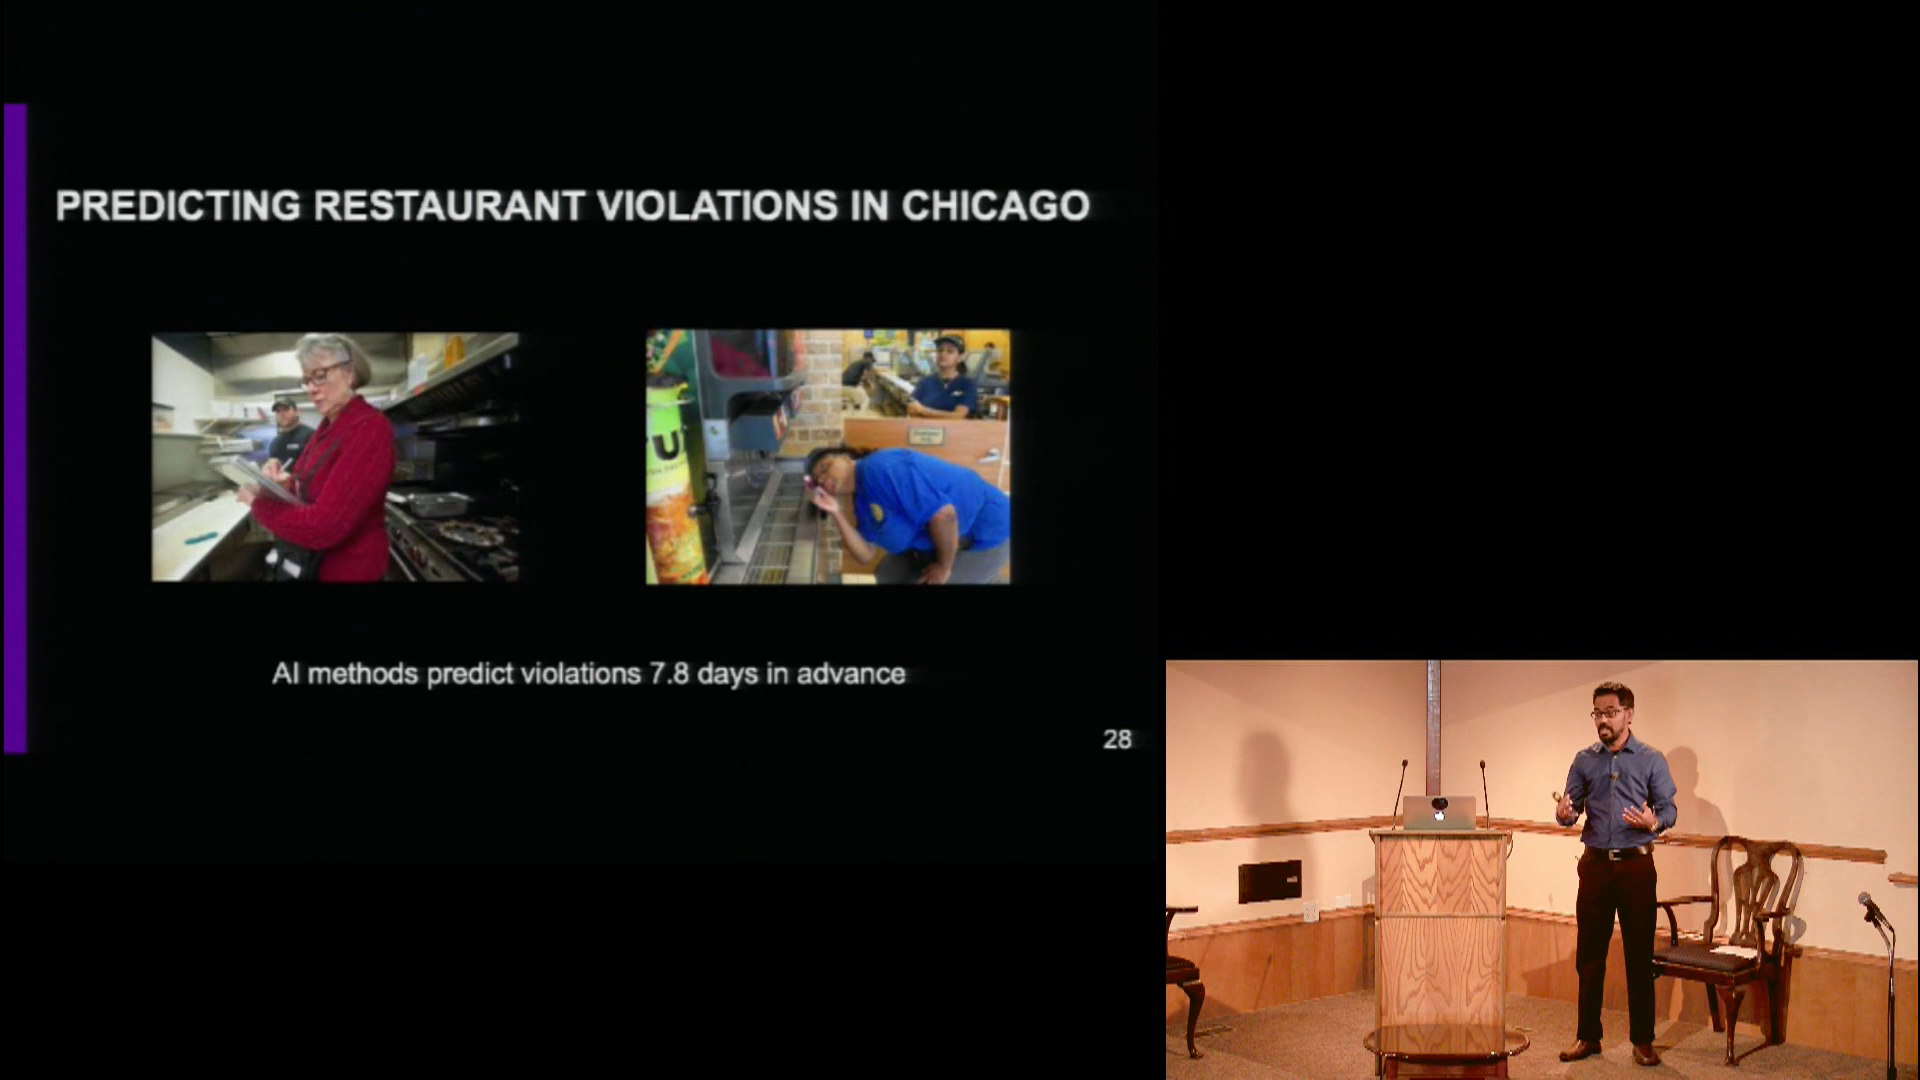 PREDICTING RESTAURANT VIOLATIONS IN CHICAGO
AI methods predict violations 7.8 days in advance
28